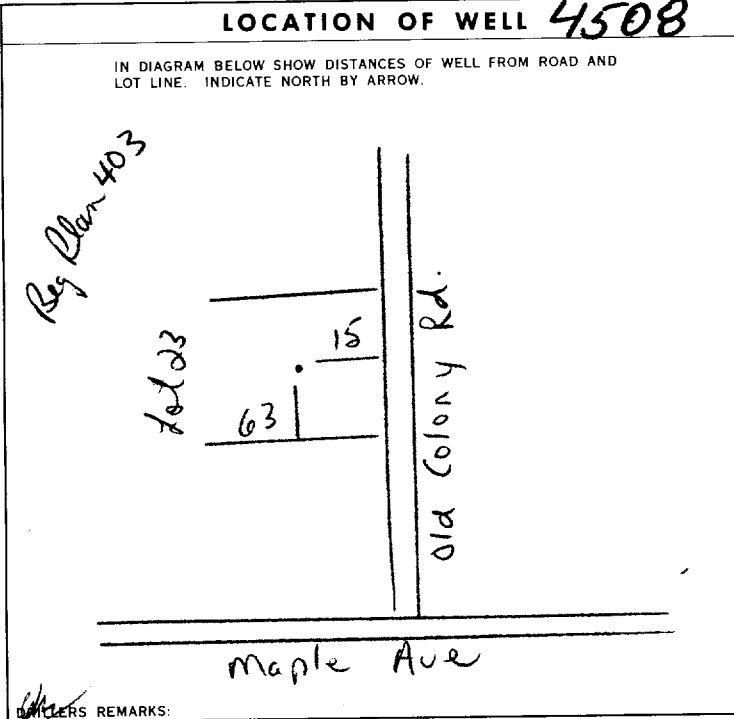 LOCATION OF WELL 4508
IN DIAGRAM BELOW SHOW DISTANCES OF WELL FROM ROAD AND
LOT LINE. INDICATE NORTH BY ARROW.
Reg Plan 403
Lot 23
15
63
Old Colony Rd.
Maple Ave
DRILLERS REMARKS: